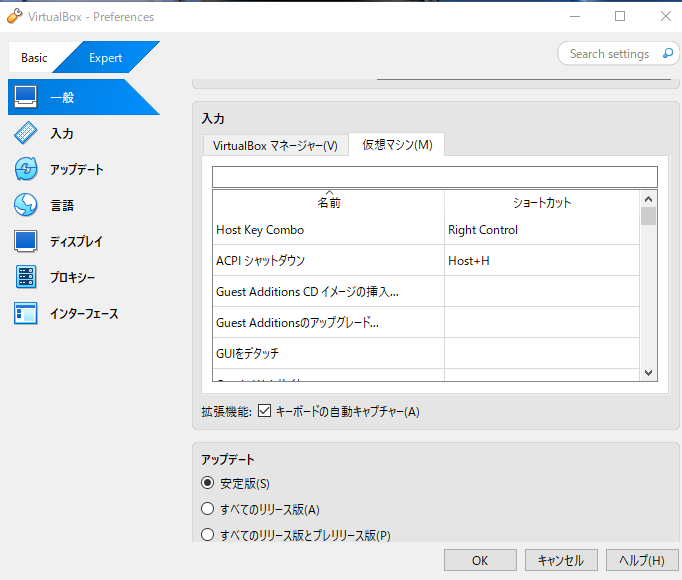 VirtualBox - Preferences
Basic
Expert
Search settings
一般
入力
アップデート
言語
ディスプレイ
プロキシー
インターフェース
入力
VirtualBox マネージャー(V)
仮想マシン(M)
名前
ショートカット
Host Key Combo
Right Control
ACPI シャットダウン
Host+H
Guest Additions CD イメージの挿入...
Guest Additionsのアップグレード...
GUIをデタッチ
拡張機能:
キーボードの自動キャプチャー(A)
アップデート
安定版(S)
すべてのリリース版(A)
すべてのリリース版とプレリリース版(P)
OK
キャンセル
ヘルプ(H)